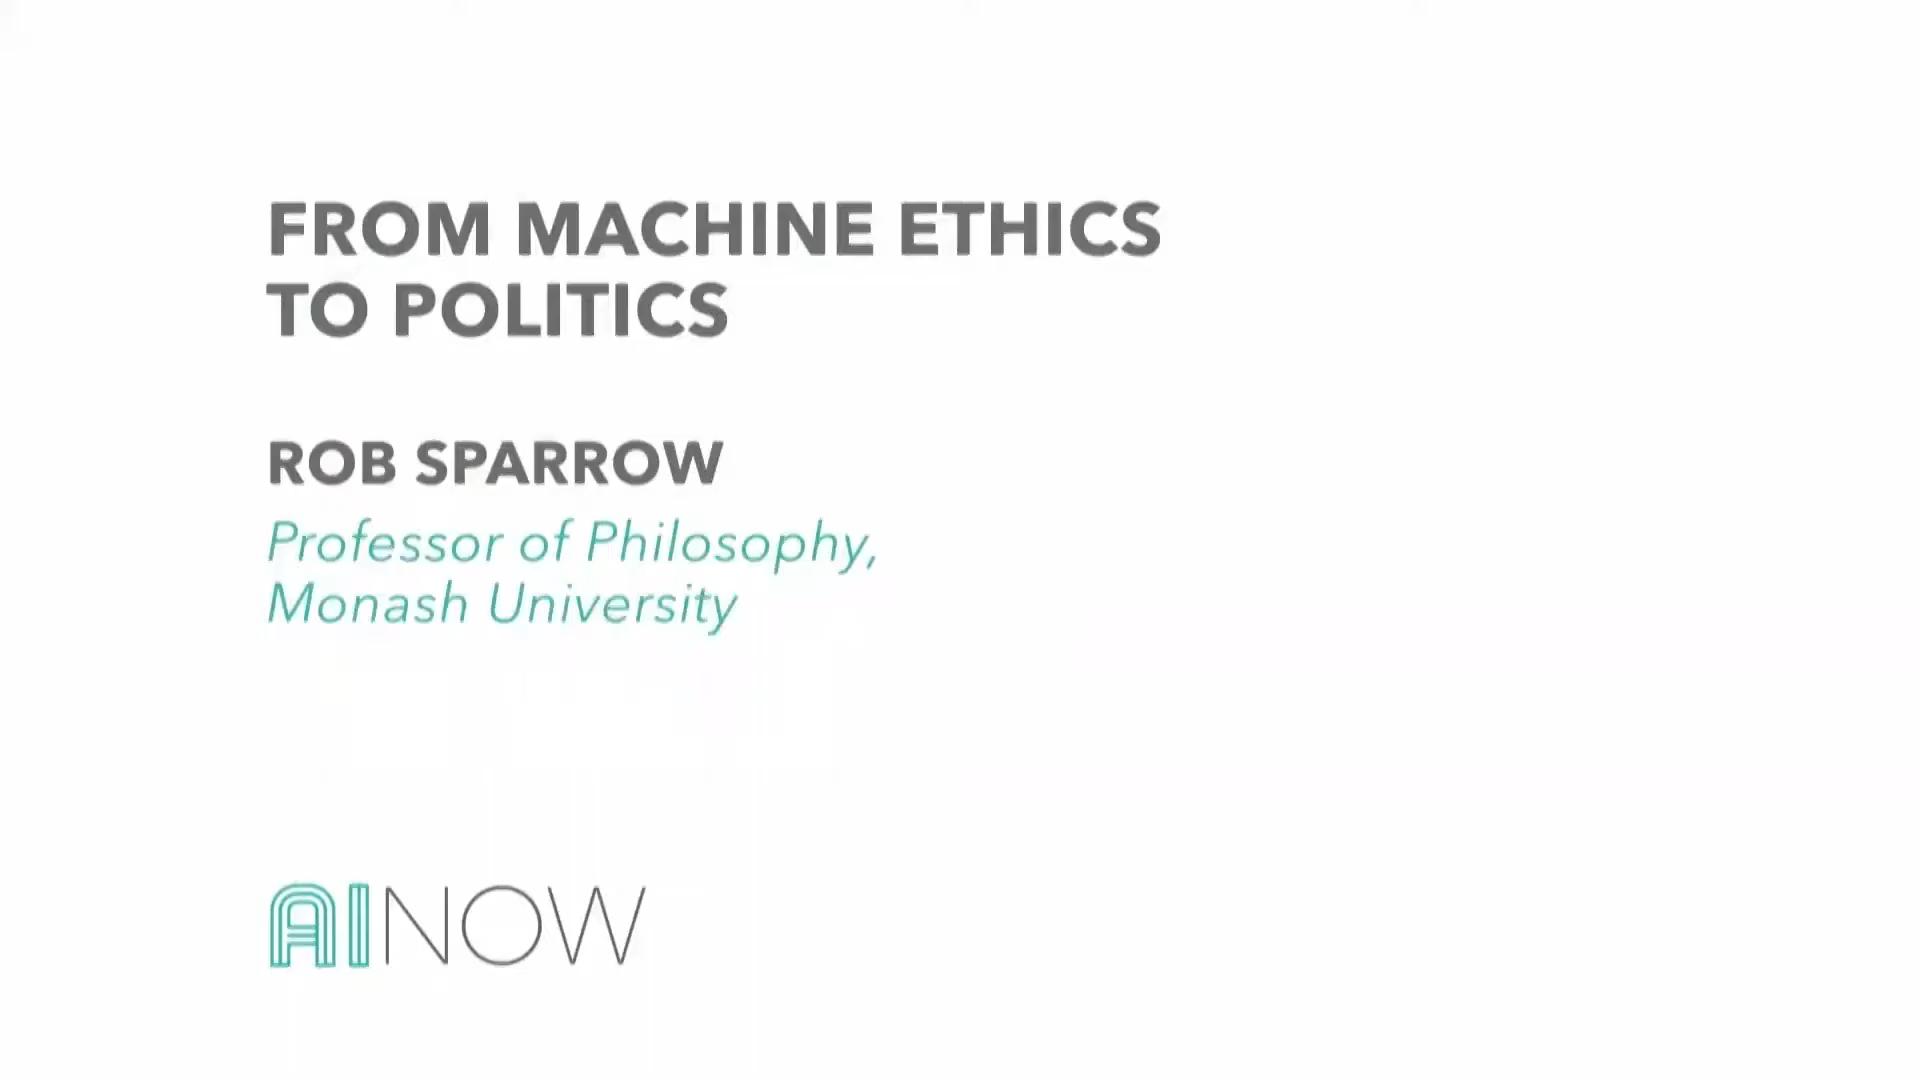 FROM MACHINE ETHICS
TO POLITICS
ROB SPARROW
Professor of Philosophy,
Monash University
AINOW